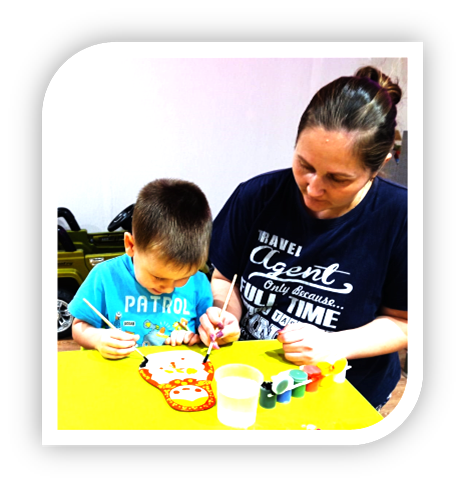 PATROL
TRAVEL
Agent
Only Because...
FULL TIME